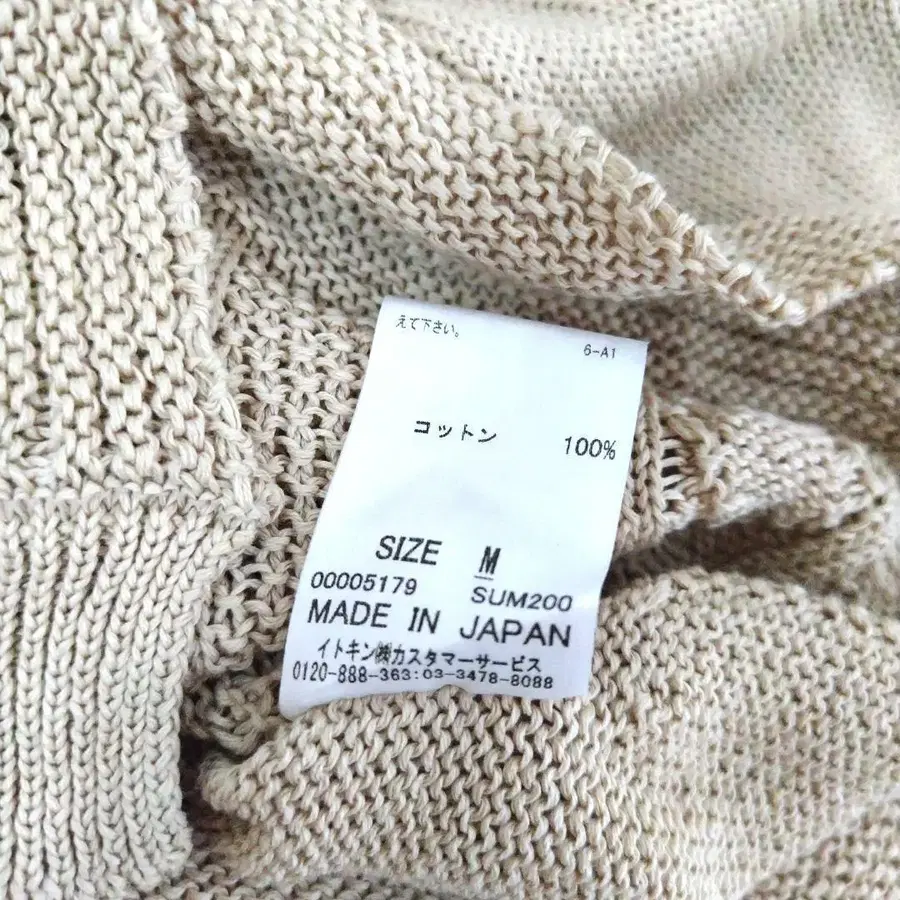 えて下さい。
6-A1
コットン 100%
SIZE M
00005179 SUM200
MADE IN JAPAN
イトキン㈱カスタマーサービス
0120-888-363:03-3478-8088